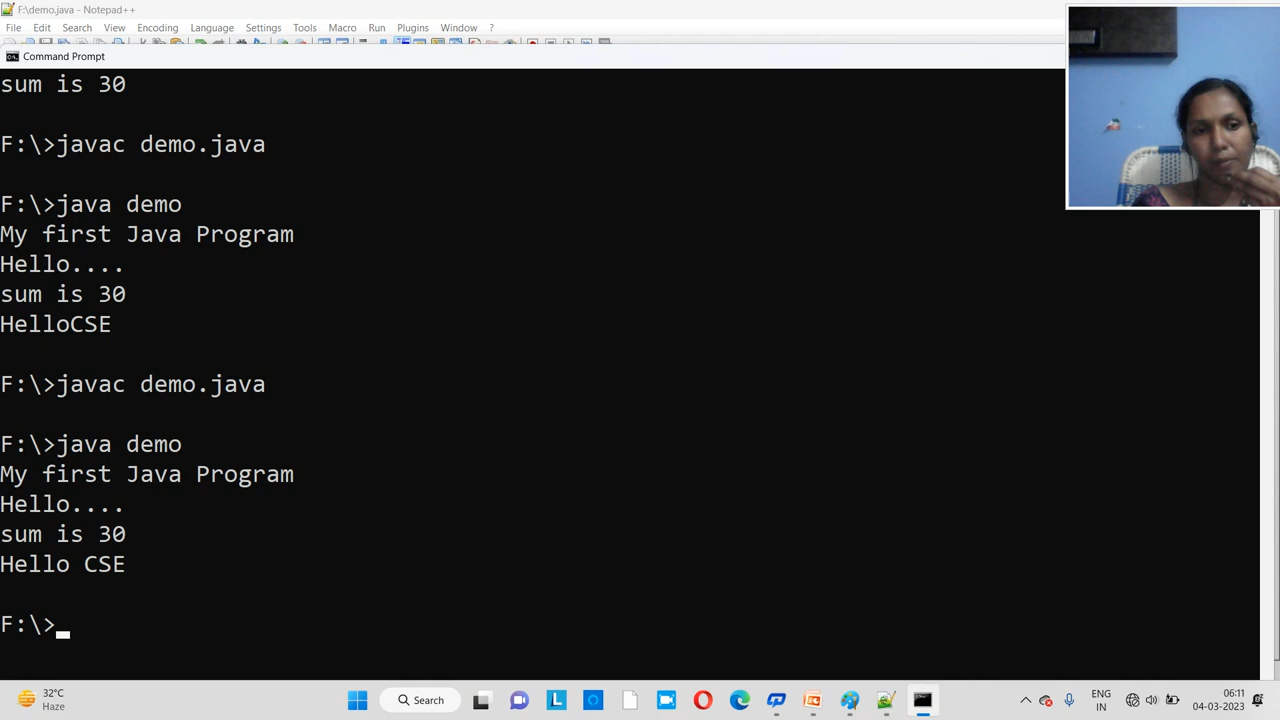 F:\demo.java - Notepad++
File Edit Search View Encoding Language Settings Tools Macro Run Plugins Window ?
Command Prompt
sum is 30
F:\>javac demo.java
F:\>java demo
My first Java Program
Hello....
sum is 30
HelloCSE
F:\>javac demo.java
F:\>java demo
My first Java Program
Hello....
sum is 30
Hello CSE
F:\>
32°C
Haze
Search
ENG
IN
06:11
04-03-2023